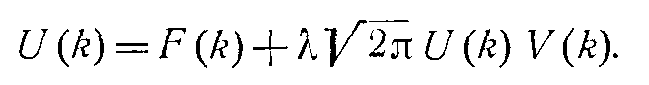 U (k) = F (k) + λ √2π U (k) V (k).